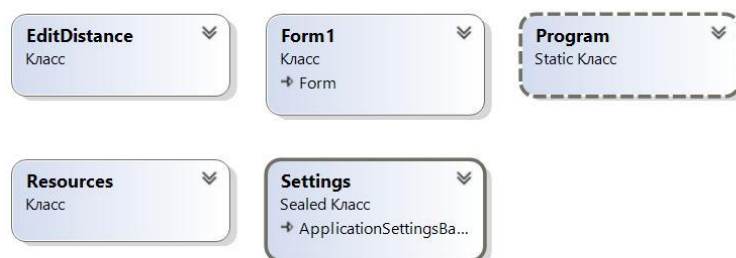 EditDistance
Класс
Form1
Класс
Form
Program
Static Класс
Resources
Класс
Settings
Sealed Класс
ApplicationSettingsBa...